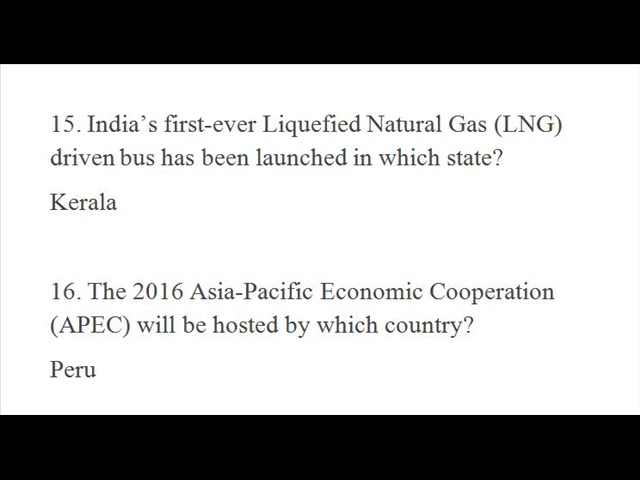 15. India’s first-ever Liquefied Natural Gas (LNG)
driven bus has been launched in which state?
Kerala
16. The 2016 Asia-Pacific Economic Cooperation
(APEC) will be hosted by which country?
Peru